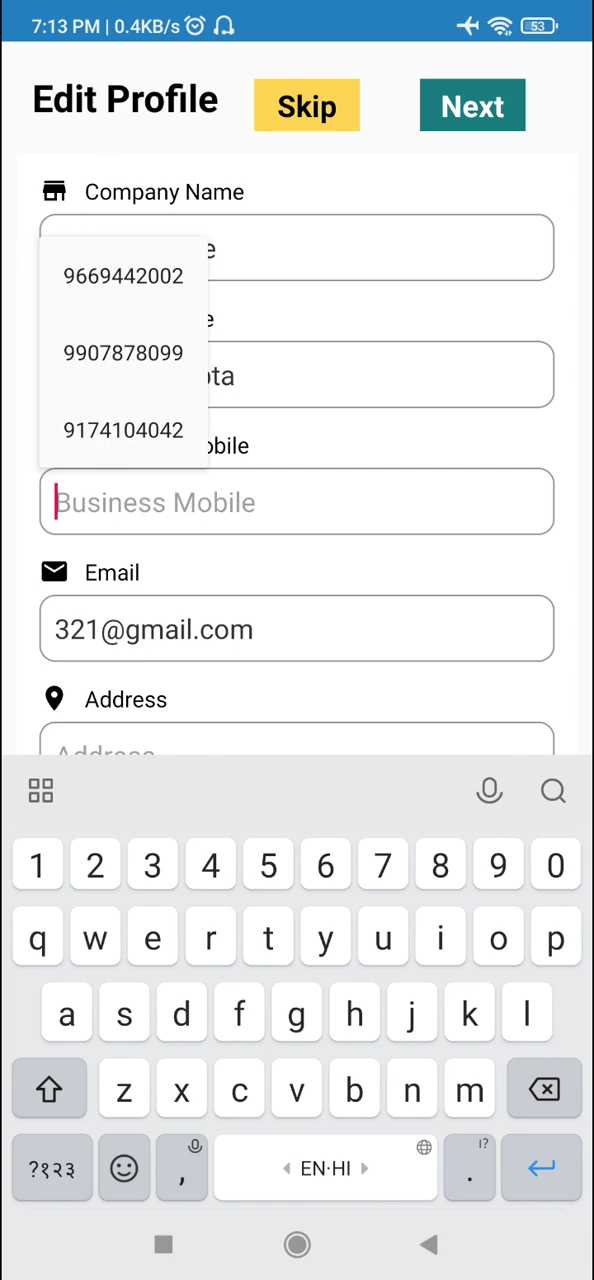 7:13 PM | 0.4KB/s
53
Edit Profile
Skip
Next
Company Name
e
9669442002
e
9907878099
ota
9174104042
obile
Business Mobile
Email
321@gmail.com
Address
Address
1 2 3 4 5 6 7 8 9 0
q w e r t y u i o p
a s d f g h j k l
z x c v b n m
?१२३ , EN·HI . !?